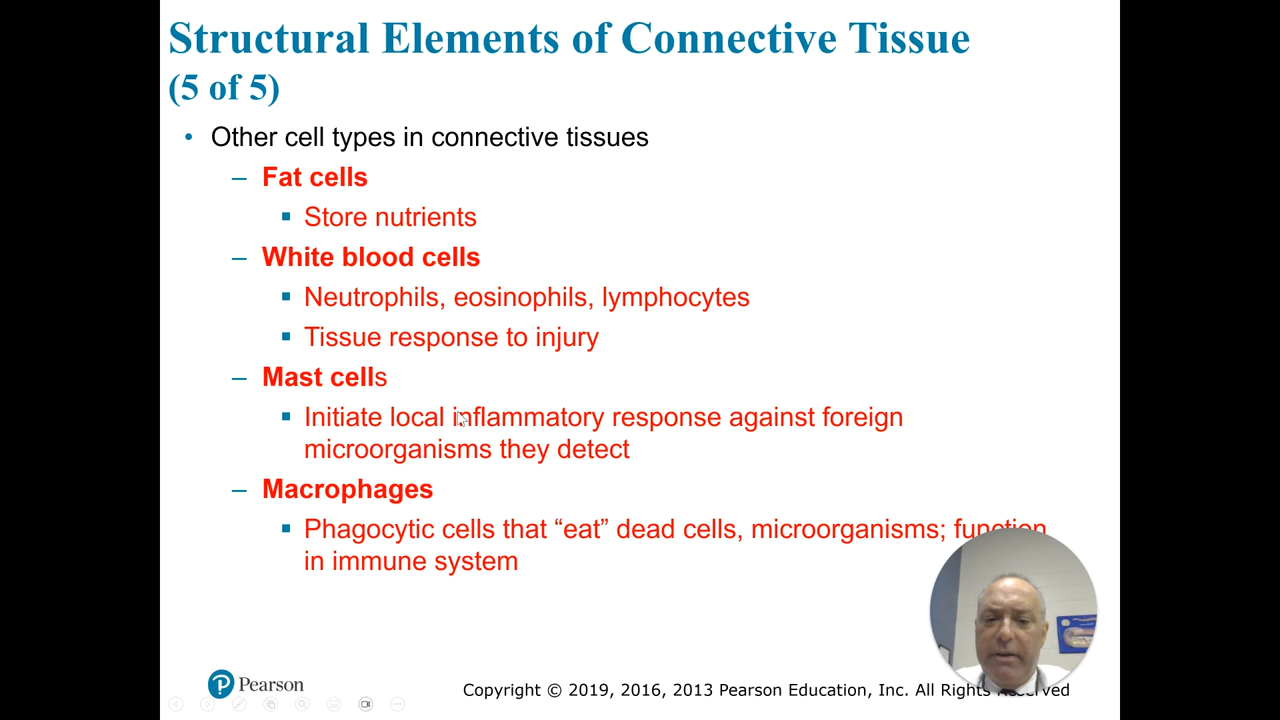 Structural Elements of Connective Tissue
(5 of 5)
• Other cell types in connective tissues
– Fat cells
▪ Store nutrients
– White blood cells
▪ Neutrophils, eosinophils, lymphocytes
▪ Tissue response to injury
– Mast cells
▪ Initiate local inflammatory response against foreign
microorganisms they detect
– Macrophages
▪ Phagocytic cells that “eat” dead cells, microorganisms; function
in immune system
Pearson
Copyright © 2019, 2016, 2013 Pearson Education, Inc. All Rights Reserved